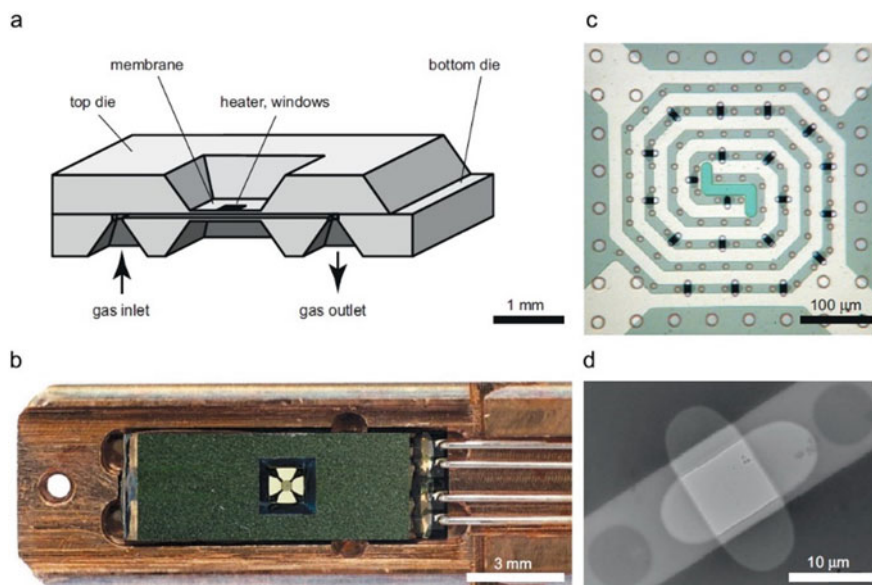 a
membrane
heater, windows
bottom die
top die
gas inlet
gas outlet
1 mm
b
3 mm
c
100 µm
d
10 µm